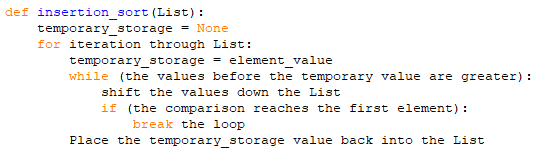 def insertion_sort(List):
    temporary_storage = None
    for iteration through List:
        temporary_storage = element_value
        while (the values before the temporary value are greater):
            shift the values down the List
            if (the comparison reaches the first element):
                break the loop
        Place the temporary_storage value back into the List